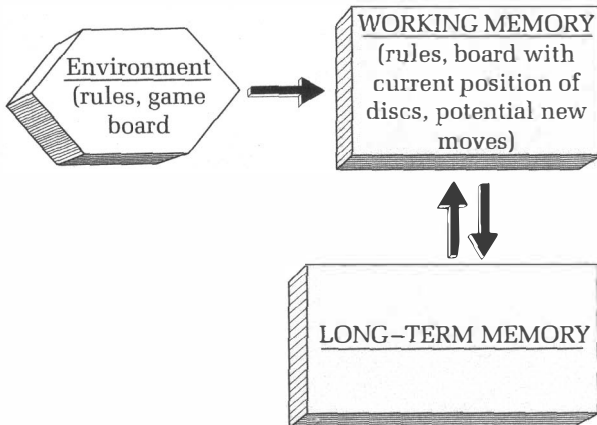 Environment
(rules, game
board
WORKING MEMORY
(rules, board with
current position of
discs, potential new
moves)
LONG–TERM MEMORY